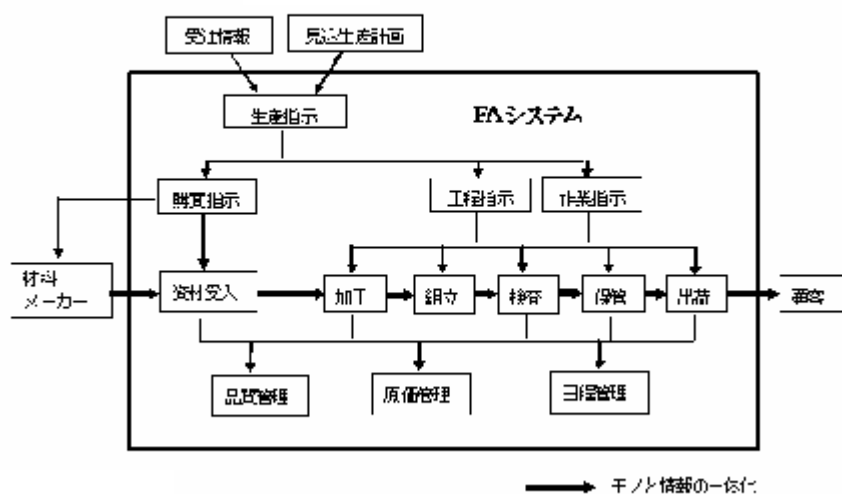 受注情報
見込生産計画
生産指示
FAシステム
購買指示
工程指示
作業指示
材料
メーカー
資材受入
加工
組立
検査
保管
出荷
顧客
品質管理
原価管理
日程管理
モノと情報の一体化